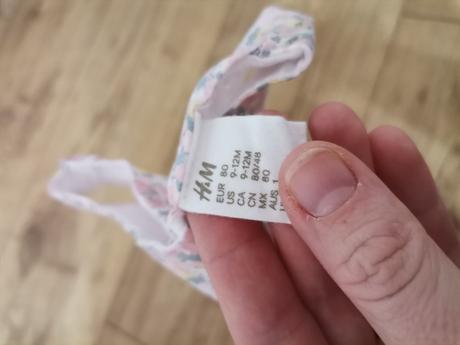 H&M
EUR 80
US 9-12M
CA 9-12M
CN 80/48
MX 80
AUS 1